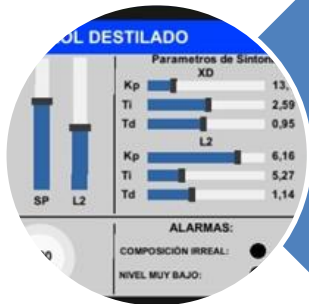 OL DESTILADO
Parametros de Sinton
XD
Kp 13,
Ti 2,59
Td 0,95
L2
Kp 6,16
Ti 5,27
Td 1,14
SP L2
ALARMAS:
COMPOSICIÓN IRREAL:
NIVEL MUY BAJO: